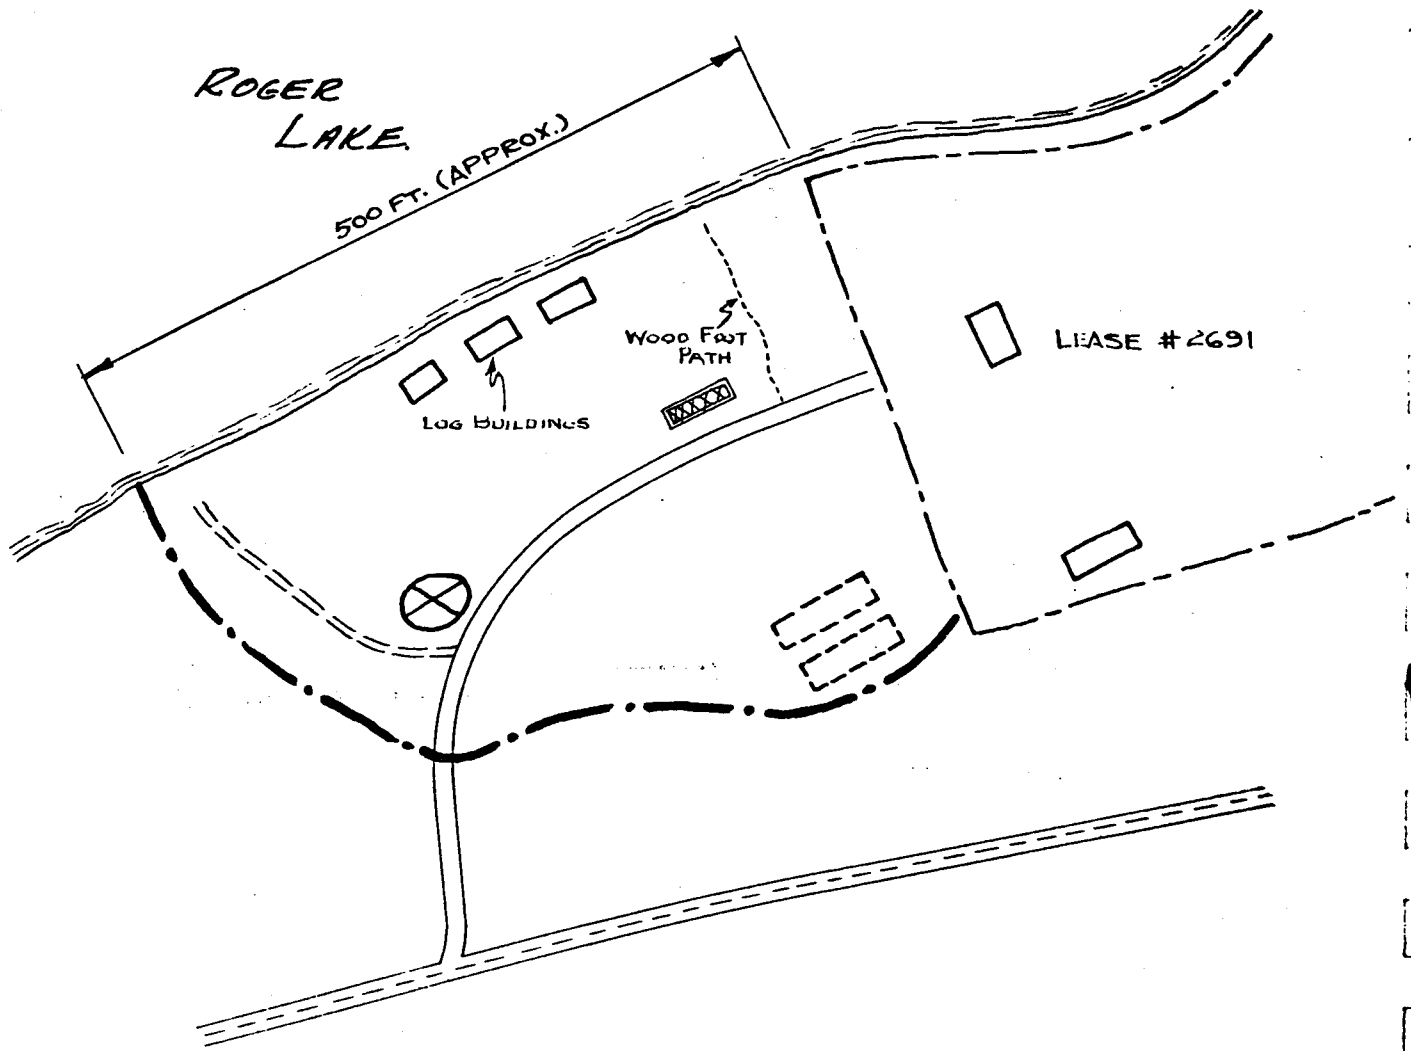 ROGER
LAKE
500 FT. (APPROX.)
WOOD FOOT
PATH
LOG BUILDINGS
LEASE #2691